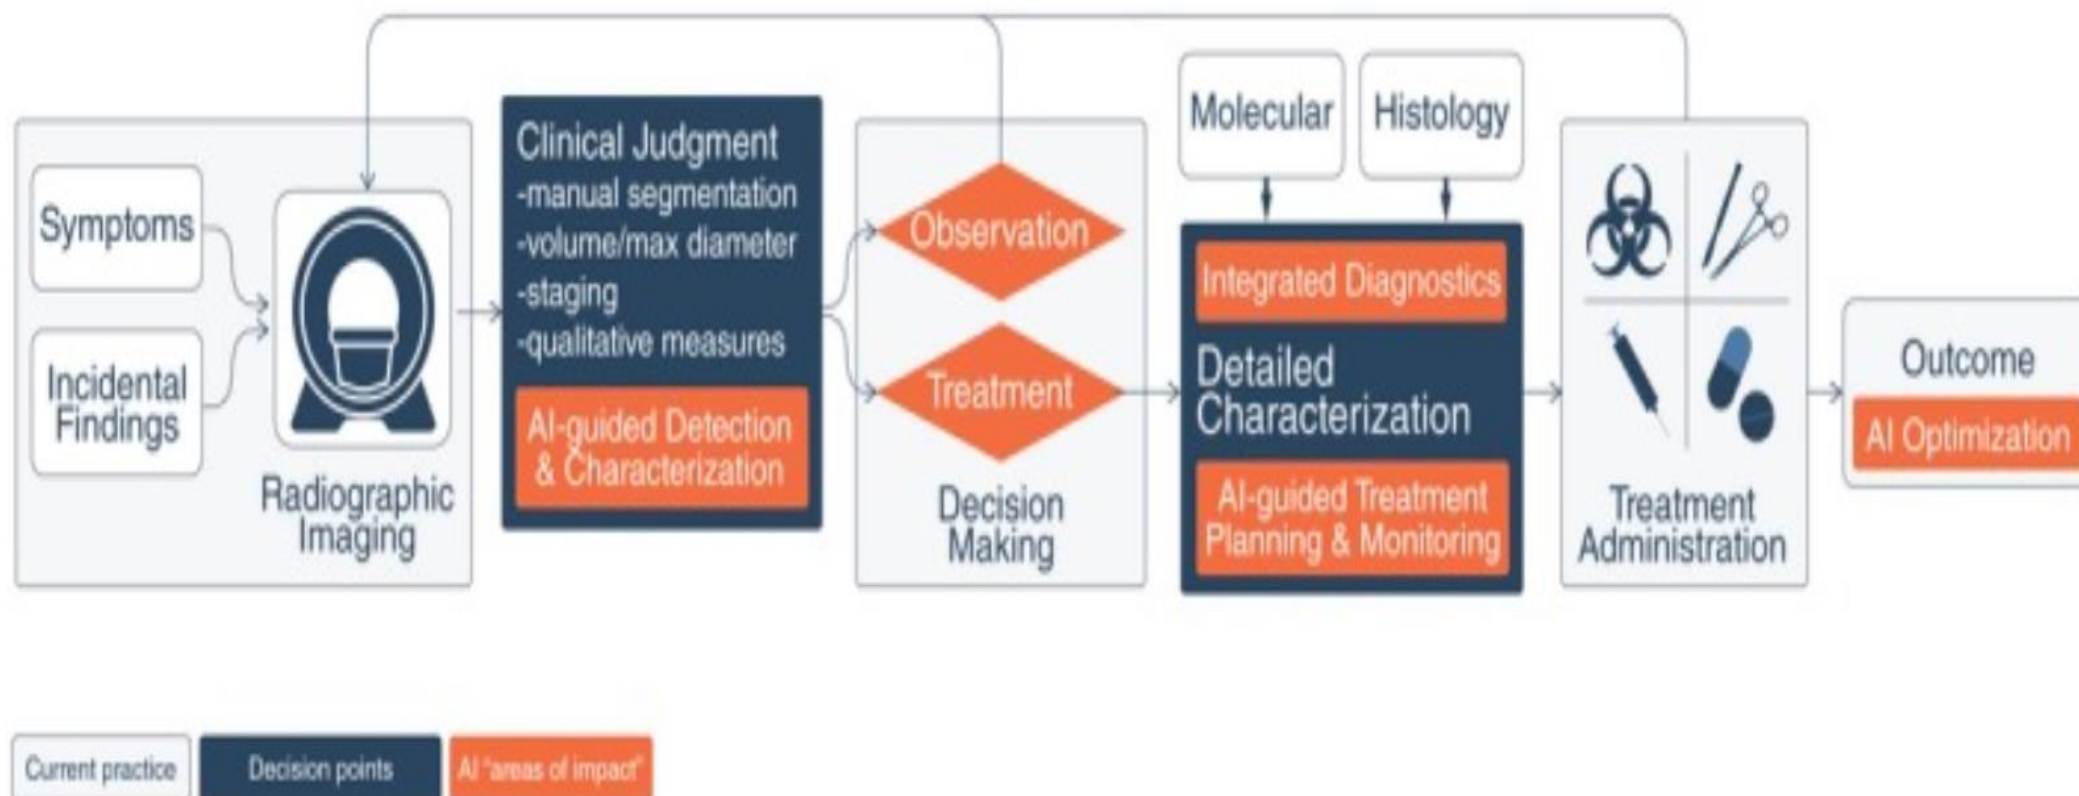 Symptoms
Incidental
Findings
Radiographic
Imaging
Clinical Judgment
-manual segmentation
-volume/max diameter
-staging
-qualitative measures
AI-guided Detection
& Characterization
Observation
Treatment
Decision
Making
Molecular
Histology
Integrated Diagnostics
Detailed
Characterization
AI-guided Treatment
Planning & Monitoring
Treatment
Administration
Outcome
AI Optimization
Current practice
Decision points
AI "areas of impact"